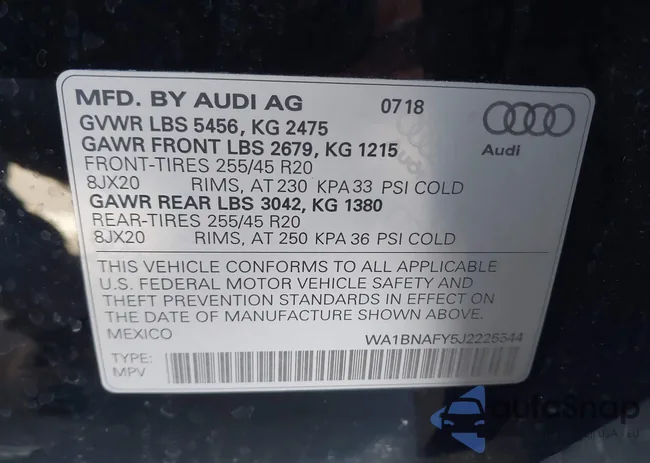 MFD. BY AUDI AG 07 18
GVWR LBS 5456, KG 2475
GAWR FRONT LBS 2679, KG 1215
Audi
FRONT-TIRES 255/45 R20
8JX20 RIMS, AT 230 KPA 33 PSI COLD
GAWR REAR LBS 3042, KG 1380
REAR-TIRES 255/45 R20
8JX20 RIMS, AT 250 KPA 36 PSI COLD
THIS VEHICLE CONFORMS TO ALL APPLICABLE
U.S. FEDERAL MOTOR VEHICLE SAFETY AND
THEFT PREVENTION STANDARDS IN EFFECT ON
THE DATE OF MANUFACTURE SHOWN ABOVE
MEXICO
TYPE:
MPV
autoSnap